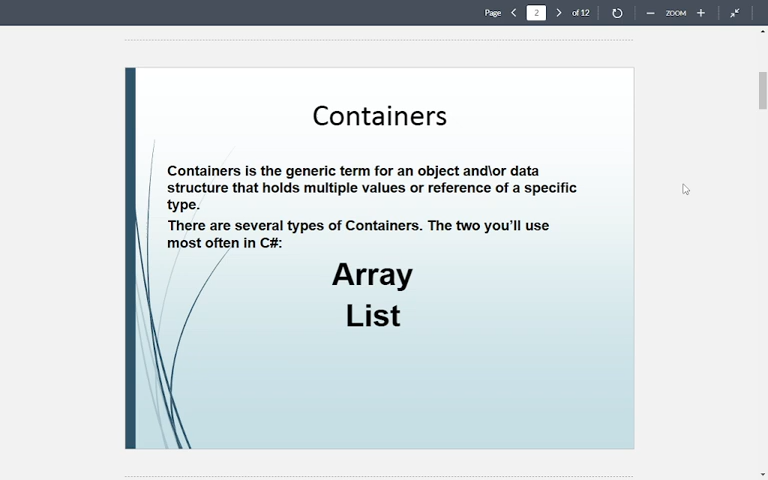 Page 2 of 12 ZOOM
Containers
Containers is the generic term for an object and\or data
structure that holds multiple values or reference of a specific
type.
There are several types of Containers. The two you'll use
most often in C#:
Array
List